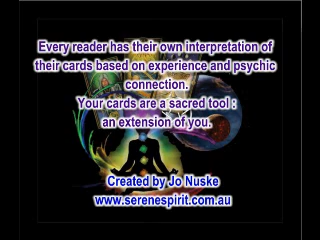 Every reader has their own interpretation of
their cards based on experience and psychic
connection.
Your cards are a sacred tool :
an extension of you.
Created by Jo Nuske
www.serenespirit.com.au